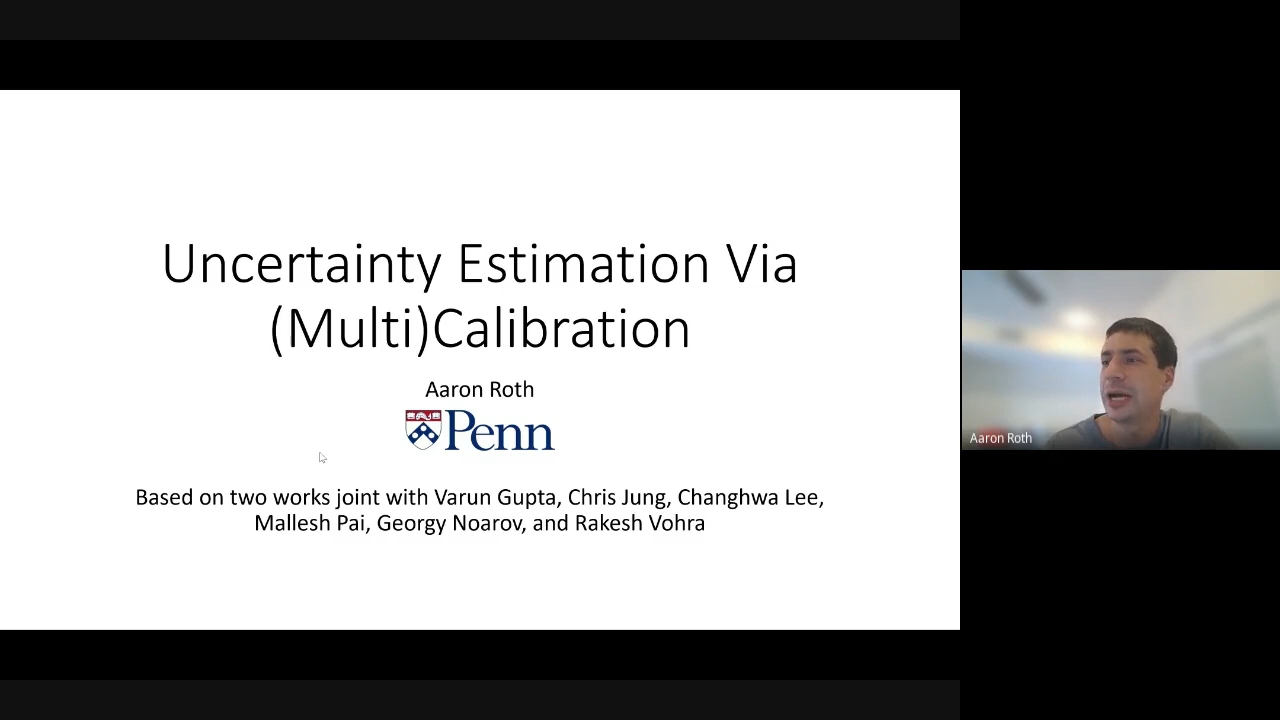 Uncertainty Estimation Via
(Multi)Calibration
Aaron Roth
Penn
Based on two works joint with Varun Gupta, Chris Jung, Changhwa Lee,
Mallesh Pai, Georgy Noarov, and Rakesh Vohra
Aaron Roth